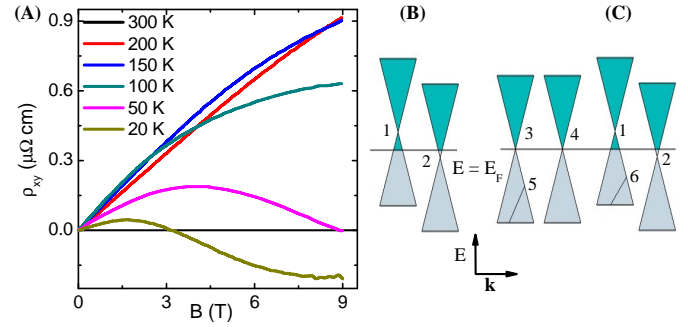 (A)
300 K
200 K
150 K
100 K
50 K
20 K
0.9
0.6
0.3
0.0
ρxy (μΩ cm)
0
3
6
9
B (T)
(B)
(C)
1
2
E = EF
3
4
5
1
2
6
E
k